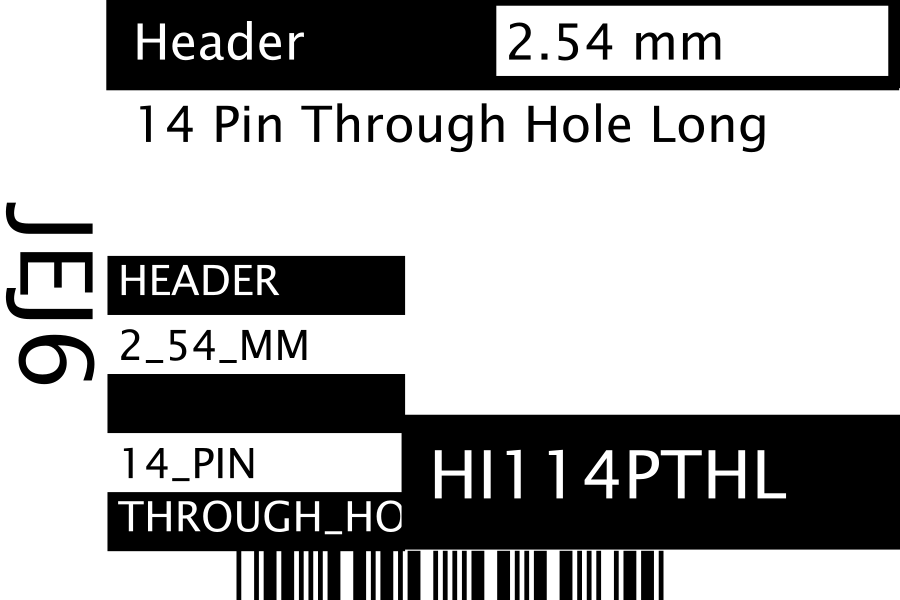 Header
2.54 mm
14 Pin Through Hole Long
JEJ6
HEADER
2_54_MM
14_PIN
THROUGH_HO
HI114PTHL